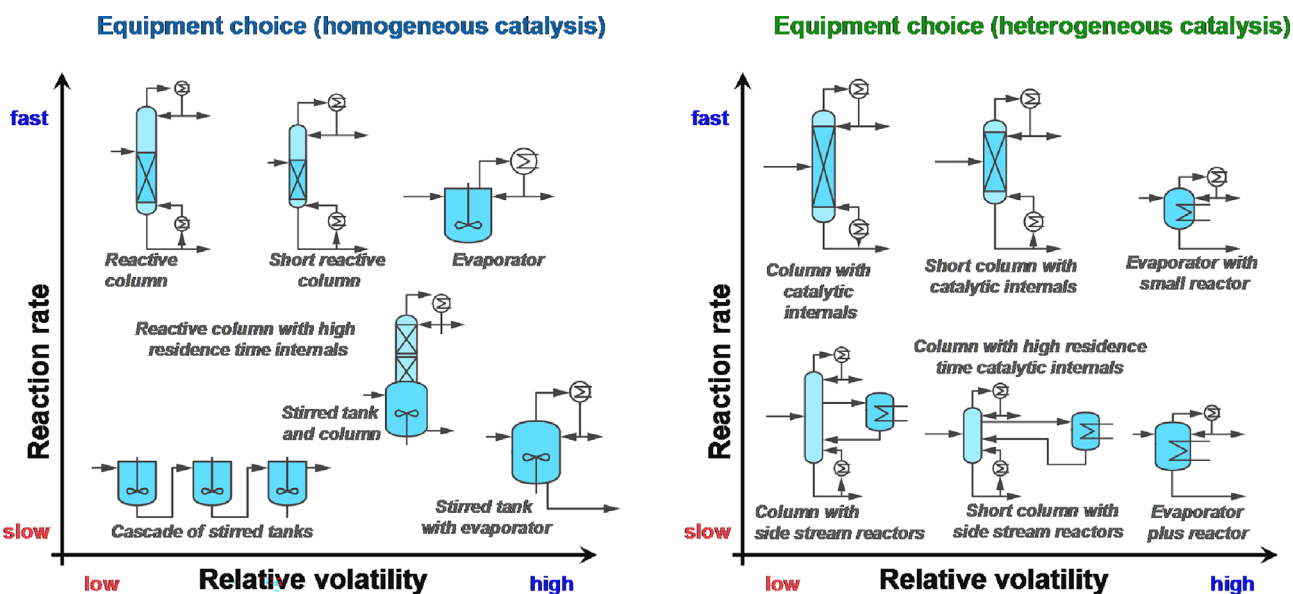 Equipment choice (homogeneous catalysis)
fast
Reaction
column
Short reactive
column
Evaporator
Reactive column with high
residence time internals
Stirred tank
and column
Cascade of stirred tanks
Stirred tank
with evaporator
Reaction rate
slow
low
Relative volatility
high
Equipment choice (heterogeneous catalysis)
fast
Column with
catalytic
internals
Short column with
catalytic internals
Evaporator with
small reactor
Column with high residence
time catalytic internals
Column with
side stream reactors
Short column with
side stream reactors
Evaporator
plus reactor
Reaction rate
slow
low
Relative volatility
high